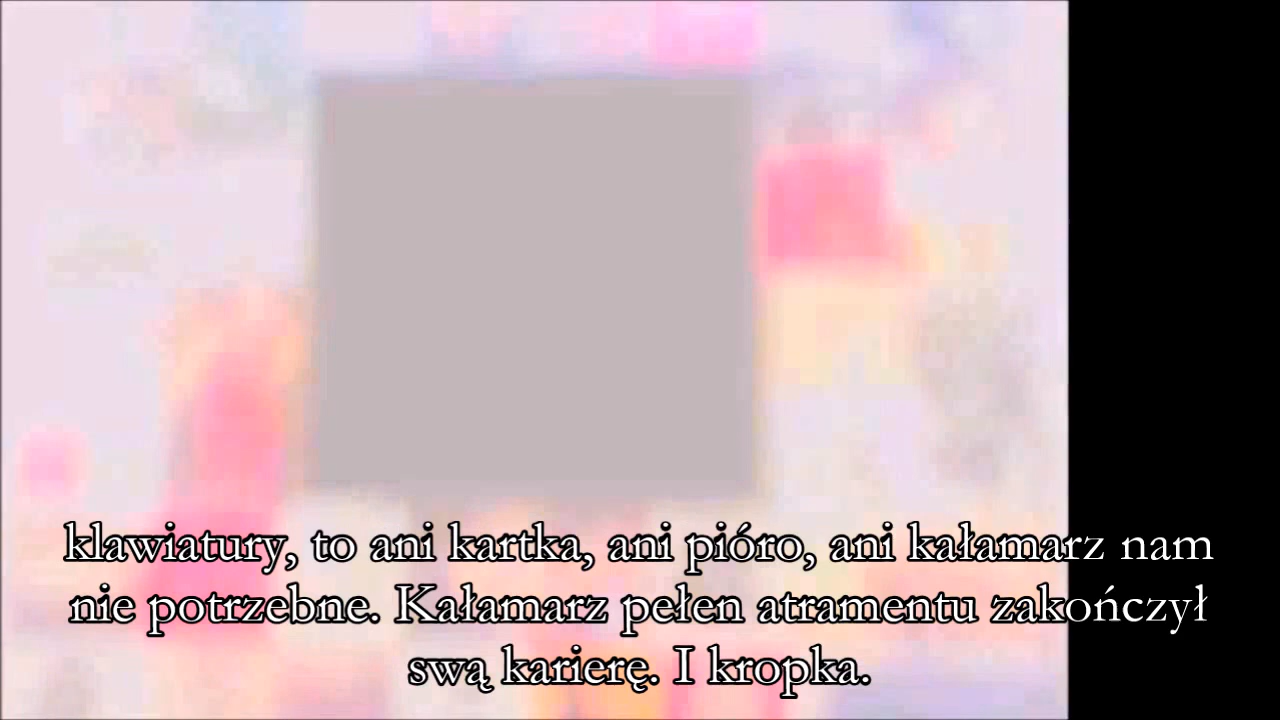 klawiatury, to ani kartka, ani pióro, ani kałamarz nam
nie potrzebne. Kałamarz pełen atramentu zakończył
swą karierę. I kropka.